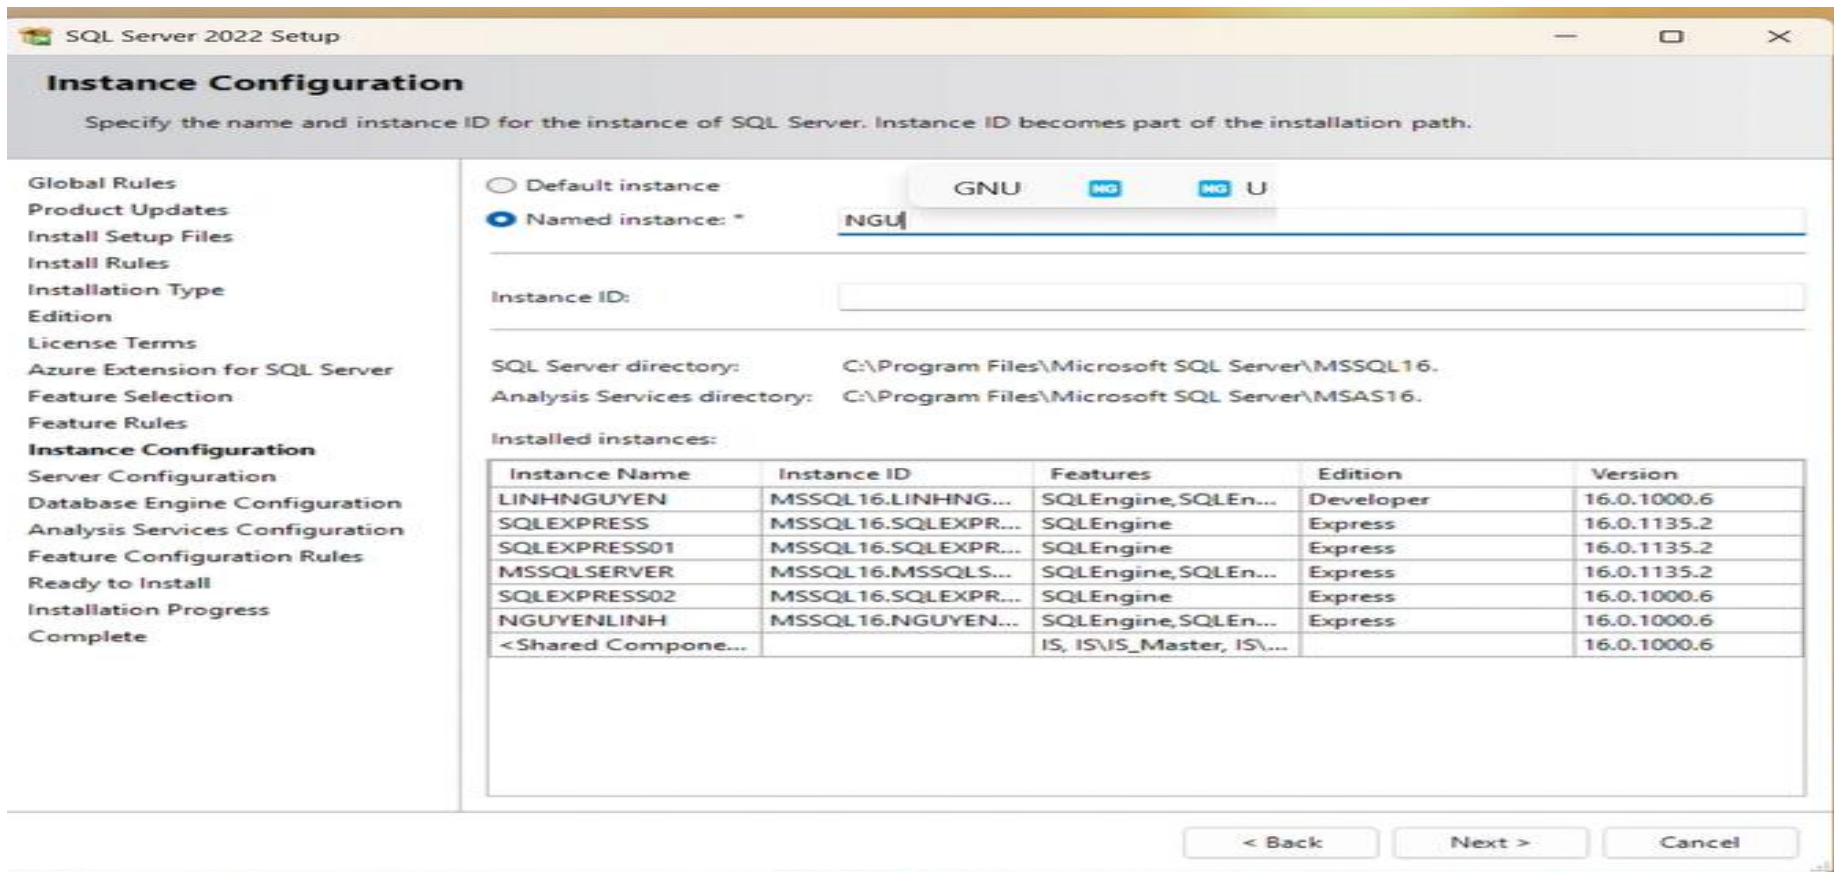 SQL Server 2022 Setup
Instance Configuration
Specify the name and instance ID for the instance of SQL Server. Instance ID becomes part of the installation path.
Global Rules
Product Updates
Install Setup Files
Install Rules
Installation Type
Edition
License Terms
Azure Extension for SQL Server
Feature Selection
Feature Rules
Instance Configuration
Server Configuration
Database Engine Configuration
Analysis Services Configuration
Feature Configuration Rules
Ready to Install
Installation Progress
Complete
Default instance
GNU NG NG U
Named instance: * NGU
Instance ID:
SQL Server directory: C:\Program Files\Microsoft SQL Server\MSSQL16.
Analysis Services directory: C:\Program Files\Microsoft SQL Server\MSAS16.
Installed instances:
Instance Name Instance ID Features Edition Version
LINHNGUYEN MSSQL16.LINHNG... SQLEngine,SQLEn... Developer 16.0.1000.6
SQLEXPRESS MSSQL16.SQLEXPR... SQLEngine Express 16.0.1135.2
SQLEXPRESS01 MSSQL16.SQLEXPR... SQLEngine Express 16.0.1135.2
MSSQLSERVER MSSQL16.MSSQLS... SQLEngine,SQLEn... Express 16.0.1135.2
SQLEXPRESS02 MSSQL16.SQLEXPR... SQLEngine Express 16.0.1000.6
NGUYENLINH MSSQL16.NGUYEN... SQLEngine,SQLEn... Express 16.0.1000.6
<Shared Compone... IS, IS\IS_Master, IS\... 16.0.1000.6
< Back Next > Cancel